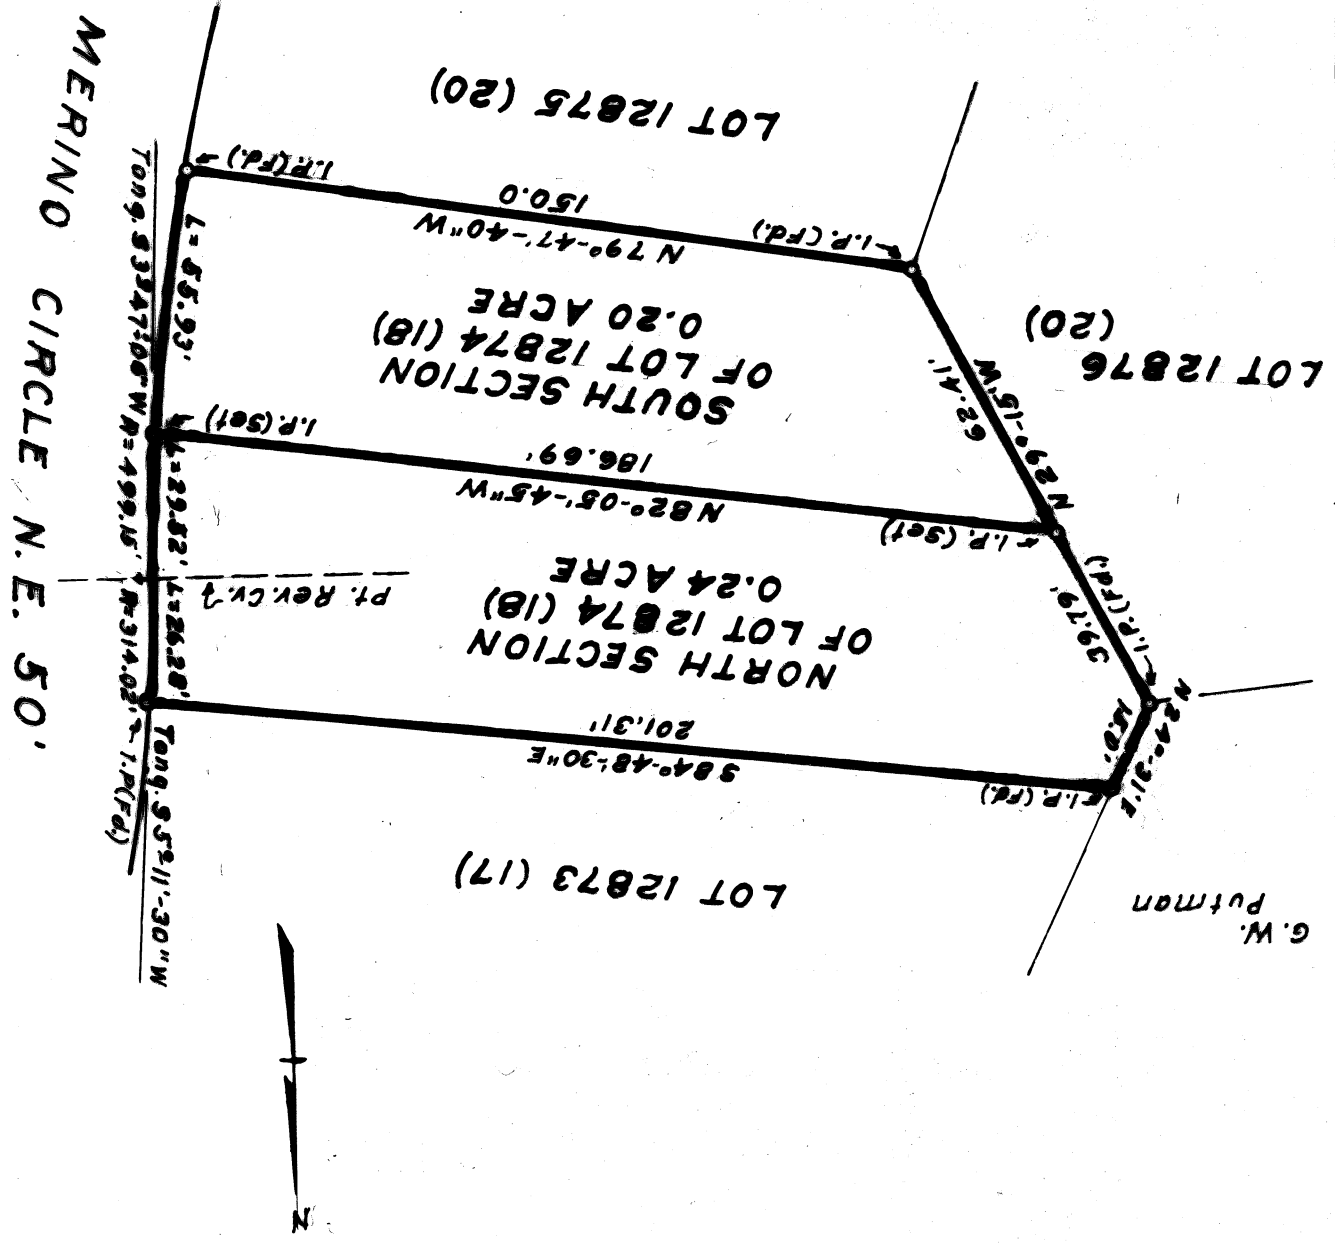 MERINO CIRCLE N.E. 50'
LOT 12875 (20)
I.P. (Fd.)
150.0
N 79°-47'-40" W
I.P. (Fd.)
L = 55.93'
SOUTH SECTION
OF LOT 12874 (18)
0.20 ACRE
62.41'
N 29°-15' W
LOT 12876
(20)
I.P. (Set)
186.69'
N 82°-05'-45" W
I.P. (Set)
R = 499.15'
L = 29.52'
Pt. Rev. Cv.
R = 314.02'
L = 26.28'
NORTH SECTION
OF LOT 12874 (18)
0.24 ACRE
39.79'
I.P. (Fd.)
15.0'
N 24°-31' E
201.31'
S 84°-48'-30" E
I.P. (Fd.)
I.P. (Fd.)
Tang. S 5°-11'-30" W
LOT 12873 (17)
G. W.
Putman
N